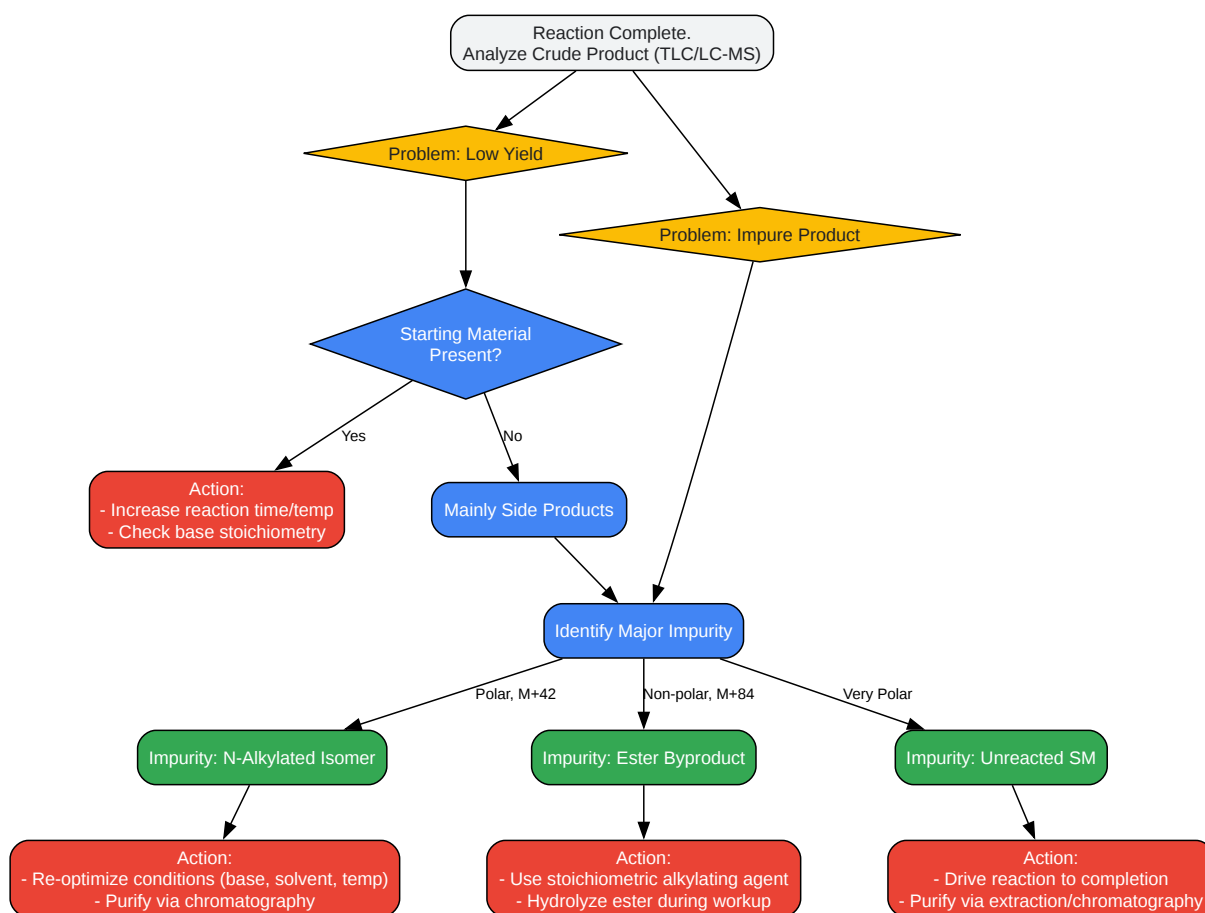 Reaction Complete.
Analyze Crude Product (TLC/LC-MS)
Problem: Low Yield
Problem: Impure Product
Starting Material
Present?
Yes
No
Action:
- Increase reaction time/temp
- Check base stoichiometry
Mainly Side Products
Identify Major Impurity
Polar, M+42
Non-polar, M+84
Very Polar
Impurity: N-Alkylated Isomer
Impurity: Ester Byproduct
Impurity: Unreacted SM
Action:
- Re-optimize conditions (base, solvent, temp)
- Purify via chromatography
Action:
- Use stoichiometric alkylating agent
- Hydrolyze ester during workup
Action:
- Drive reaction to completion
- Purify via extraction/chromatography